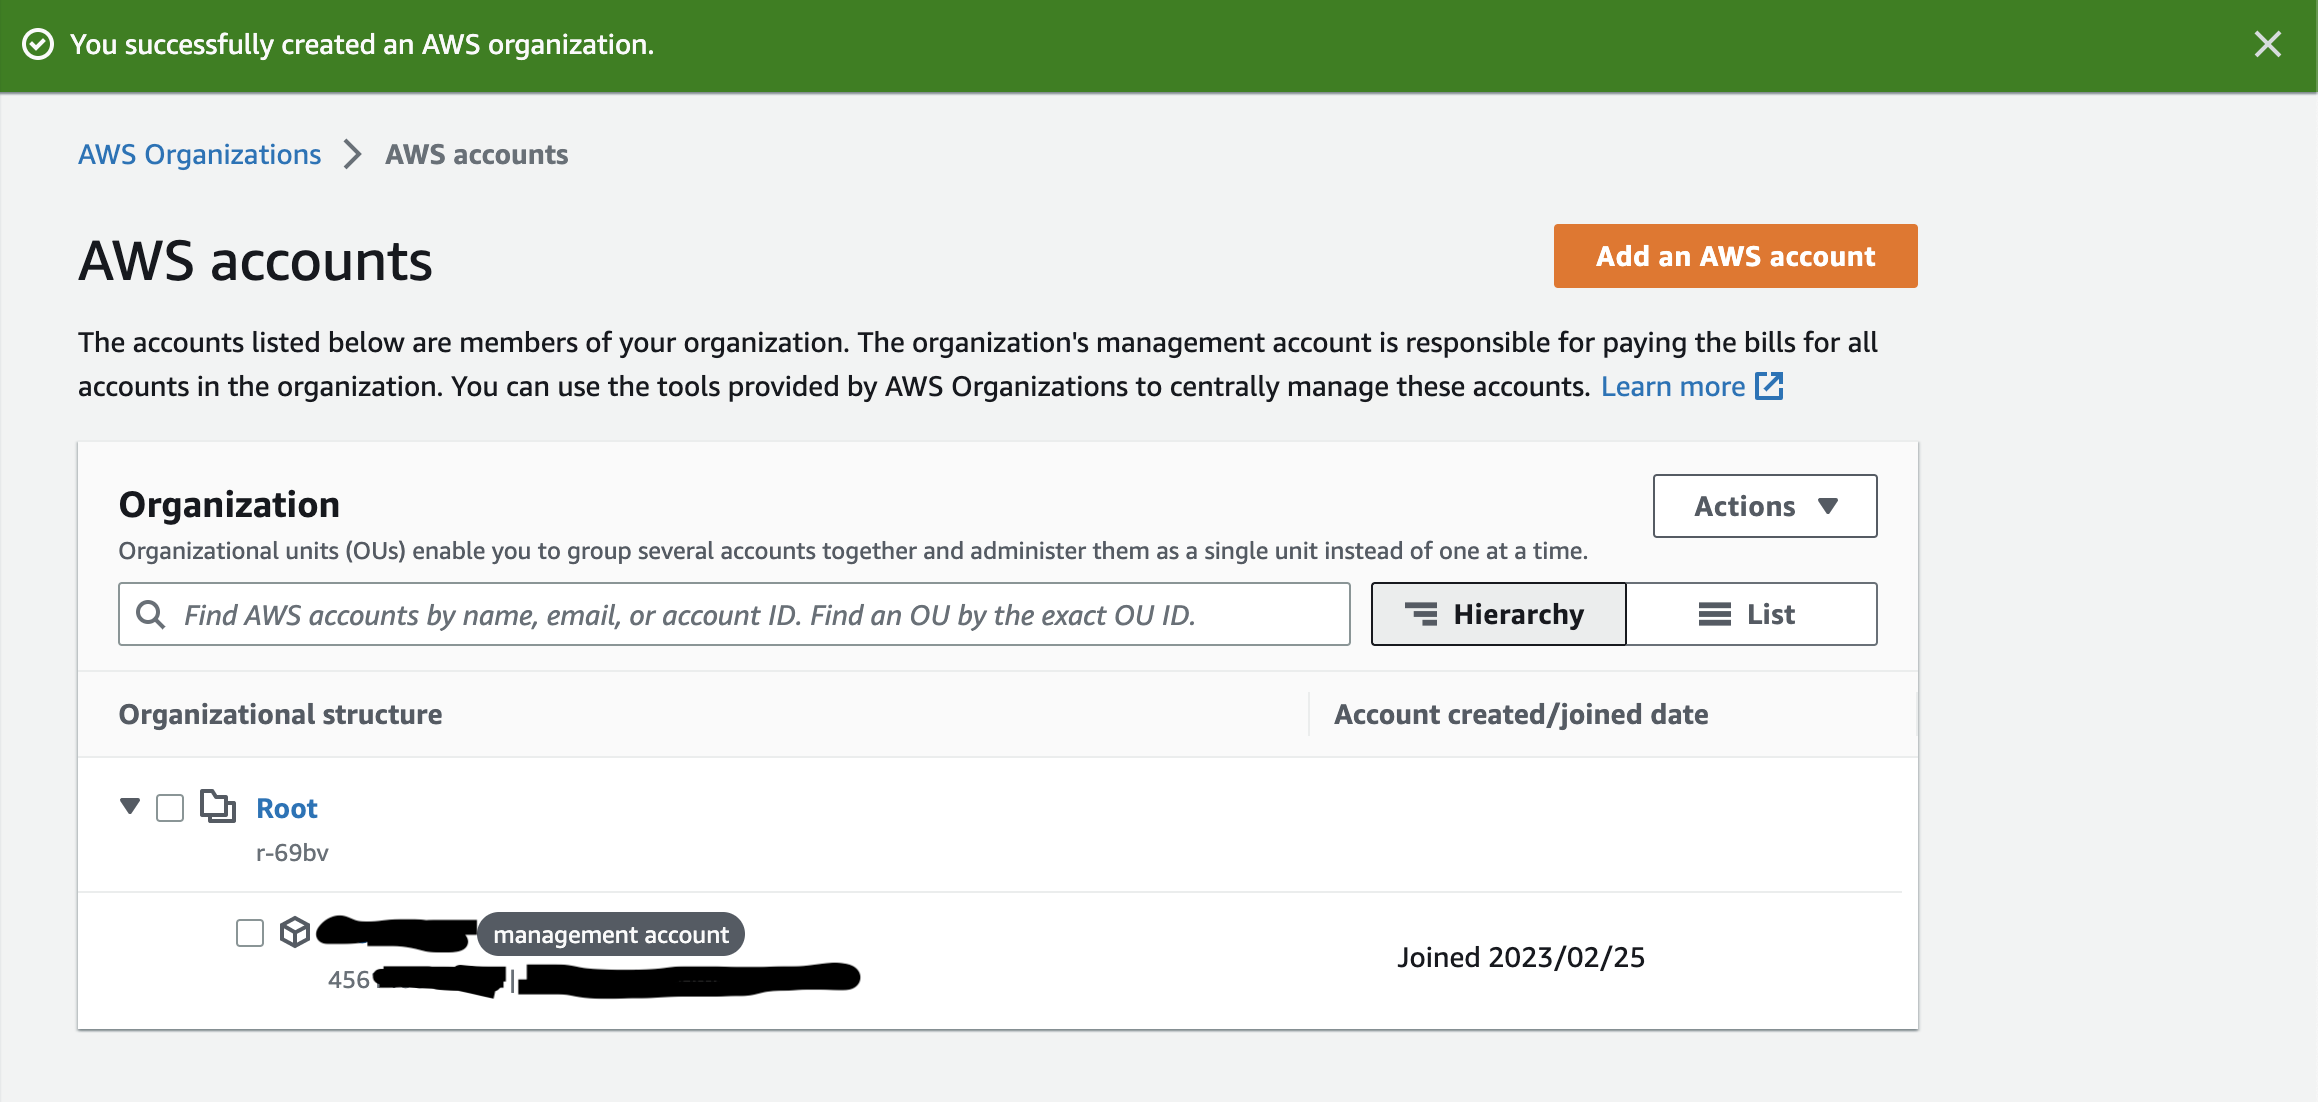 You successfully created an AWS organization.
AWS Organizations > AWS accounts
AWS accounts
Add an AWS account
The accounts listed below are members of your organization. The organization's management account is responsible for paying the bills for all
accounts in the organization. You can use the tools provided by AWS Organizations to centrally manage these accounts. Learn more
Organization
Actions
Organizational units (OUs) enable you to group several accounts together and administer them as a single unit instead of one at a time.
Find AWS accounts by name, email, or account ID. Find an OU by the exact OU ID.
Hierarchy
List
Organizational structure
Account created/joined date
Root
r-69bv
management account
456 |
Joined 2023/02/25